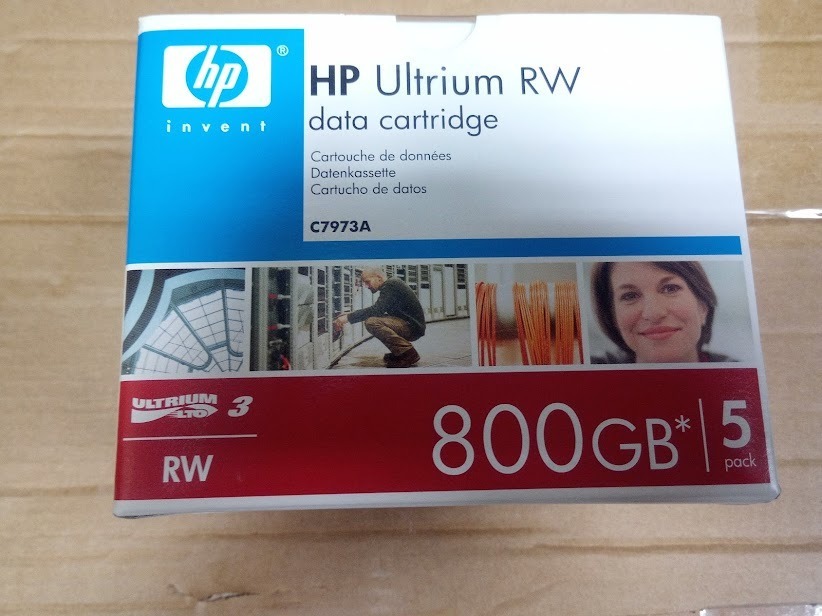 hp®
invent
HP Ultrium RW
data cartridge
Cartouche de données
Datenkassette
Cartucho de datos
C7973A
ULTRIUM
LTO 3
RW
800GB*
5
pack